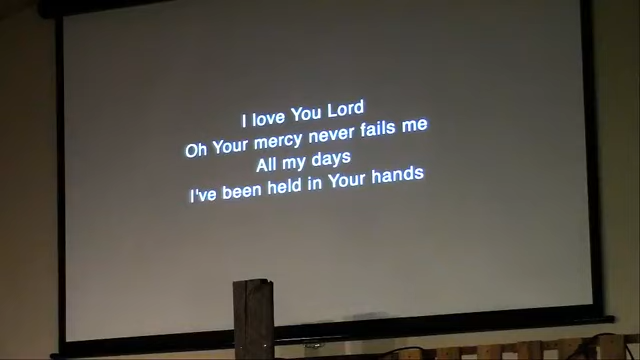 I love You Lord
Oh Your mercy never fails me
All my days
I've been held in Your hands